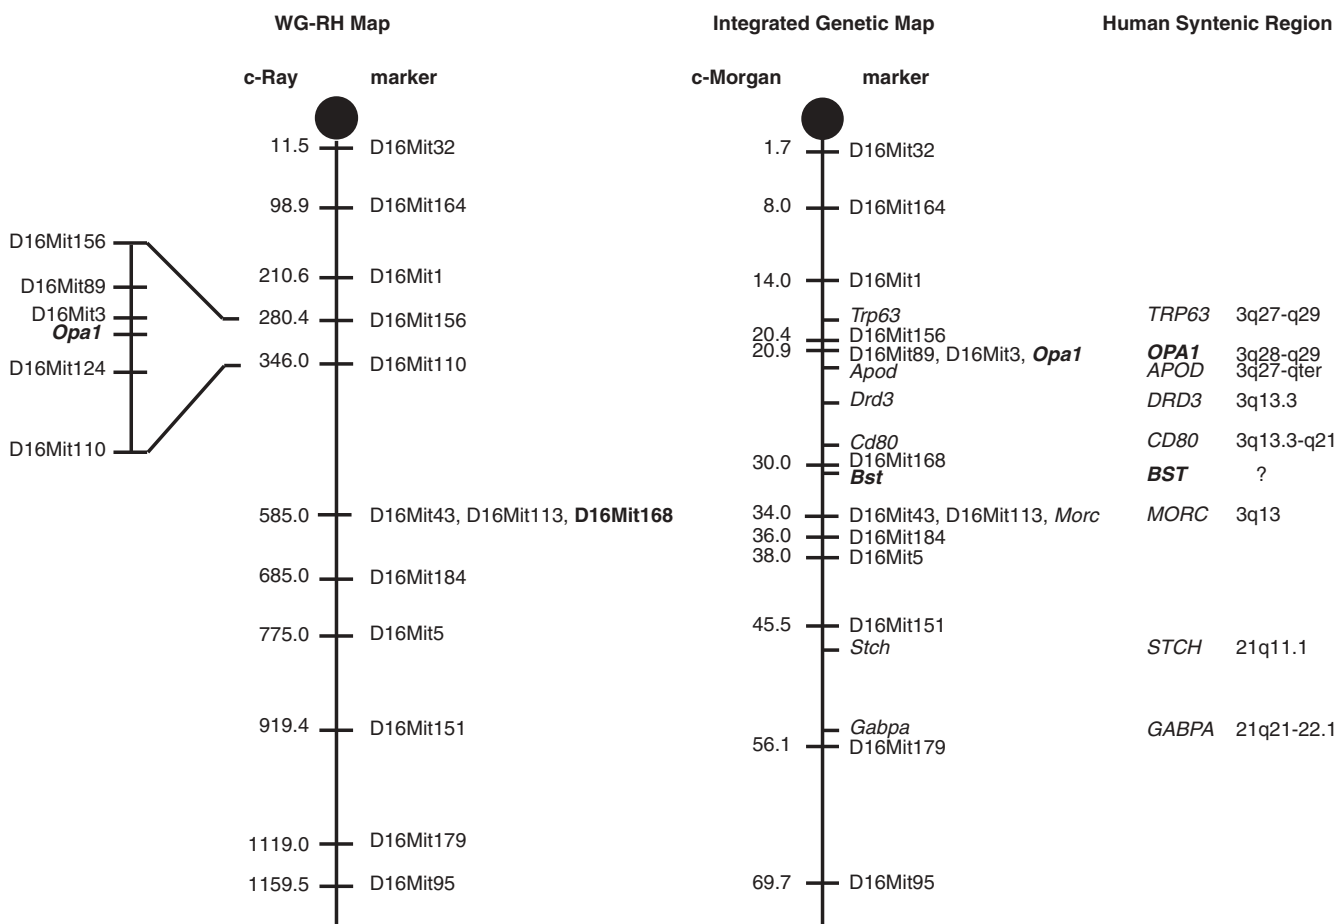 WG-RH Map Integrated Genetic Map Human Syntenic Region
c-Ray marker c-Morgan marker
11.5 D16Mit32
98.9 D16Mit164
210.6 D16Mit1
280.4 D16Mit156
346.0 D16Mit110
585.0 D16Mit43, D16Mit113, D16Mit168
685.0 D16Mit184
775.0 D16Mit5
919.4 D16Mit151
1119.0 D16Mit179
1159.5 D16Mit95
D16Mit156
D16Mit89
D16Mit3
Opa1
D16Mit124
D16Mit110
1.7 D16Mit32
8.0 D16Mit164
14.0 D16Mit1
Trp63 TRP63 3q27-q29
20.4 D16Mit156
20.9 D16Mit89, D16Mit3, Opa1 OPA1 3q28-q29
Apod APOD 3q27-qter
Drd3 DRD3 3q13.3
Cd80 CD80 3q13.3-q21
30.0 D16Mit168
Bst BST ?
34.0 D16Mit43, D16Mit113, Morc MORC 3q13
36.0 D16Mit184
38.0 D16Mit5
45.5 D16Mit151
Stch STCH 21q11.1
Gabpa GABPA 21q21-22.1
56.1 D16Mit179
69.7 D16Mit95